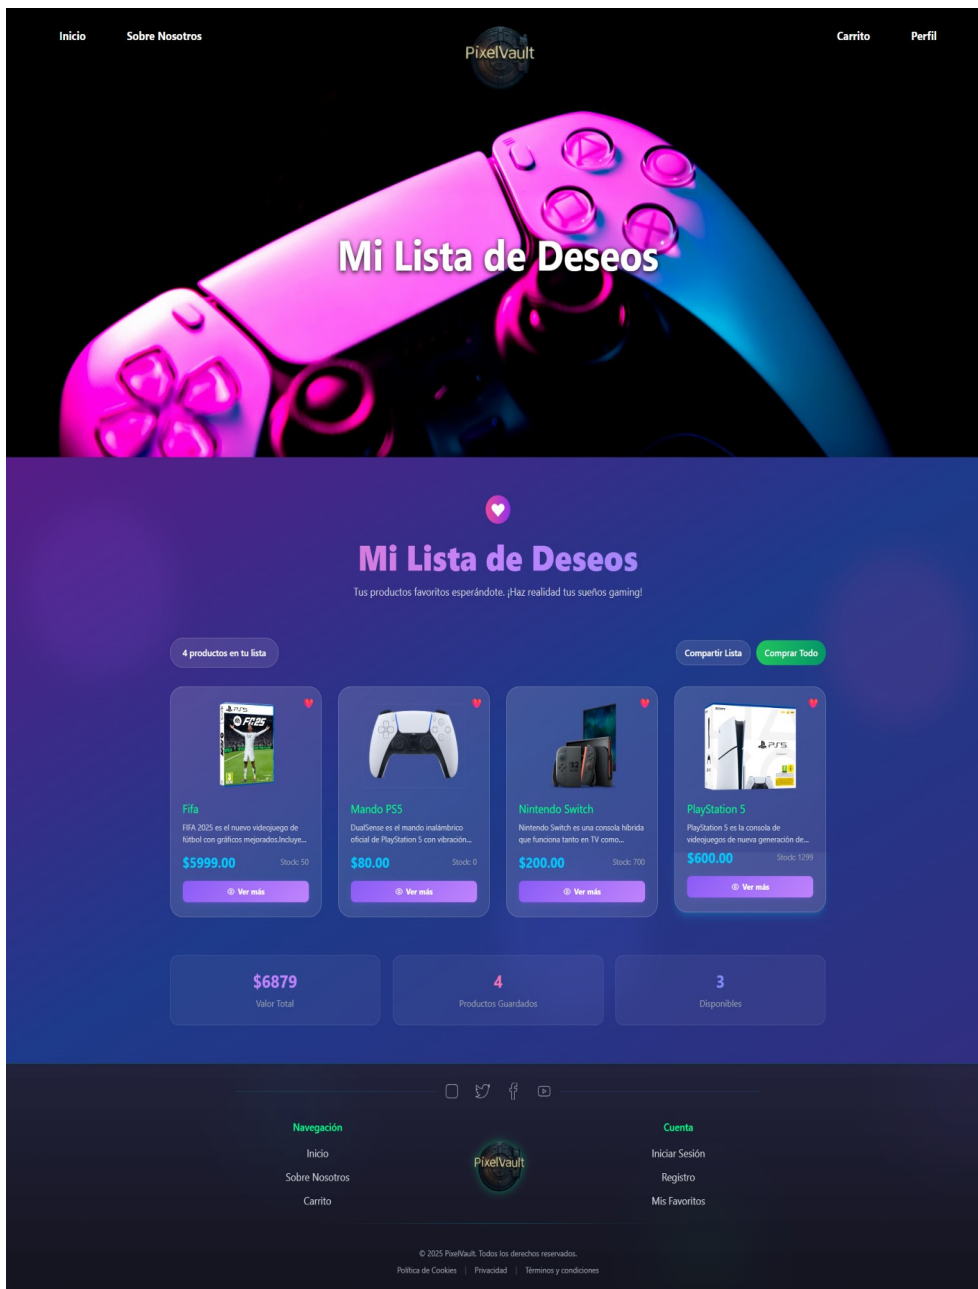 Inicio
Sobre Nosotros
PixelVault
Carrito
Perfil
Mi Lista de Deseos
Mi Lista de Deseos
Tus productos favoritos esperándote. ¡Haz realidad tus sueños gaming!
4 productos en tu lista
Compartir Lista
Comprar Todo
PS5
FC25
Fifa
FIFA 2025 es el nuevo videojuego de
fútbol con gráficos mejorados.Incluye...
$5999.00
Stock: 50
Ver más
Mando PS5
DualSense es el mando inalámbrico
oficial de PlayStation 5 con vibración...
$80.00
Stock: 0
Ver más
Nintendo Switch
Nintendo Switch es una consola híbrida
que funciona tanto en TV como...
$200.00
Stock: 700
Ver más
PS5
PlayStation 5
PlayStation 5 es la consola de
videojuegos de nueva generación de...
$600.00
Stock: 1299
Ver más
$6879
Valor Total
4
Productos Guardados
3
Disponibles
Navegación
Inicio
Sobre Nosotros
Carrito
PixelVault
Cuenta
Iniciar Sesión
Registro
Mis Favoritos
© 2025 PixelVault. Todos los derechos reservados.
Política de Cookies | Privacidad | Términos y condiciones